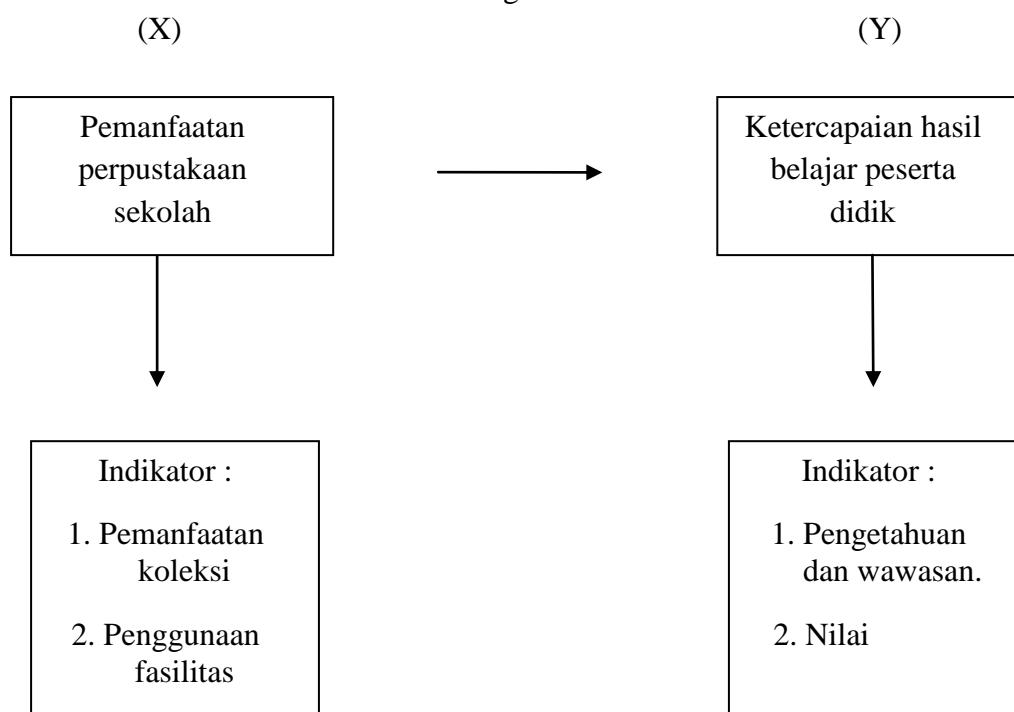 (X)
(Y)
Pemanfaatan
perpustakaan
sekolah
Ketercapaian hasil
belajar peserta
didik
Indikator :
1. Pemanfaatan
koleksi
2. Penggunaan
fasilitas
Indikator :
1. Pengetahuan
dan wawasan.
2. Nilai